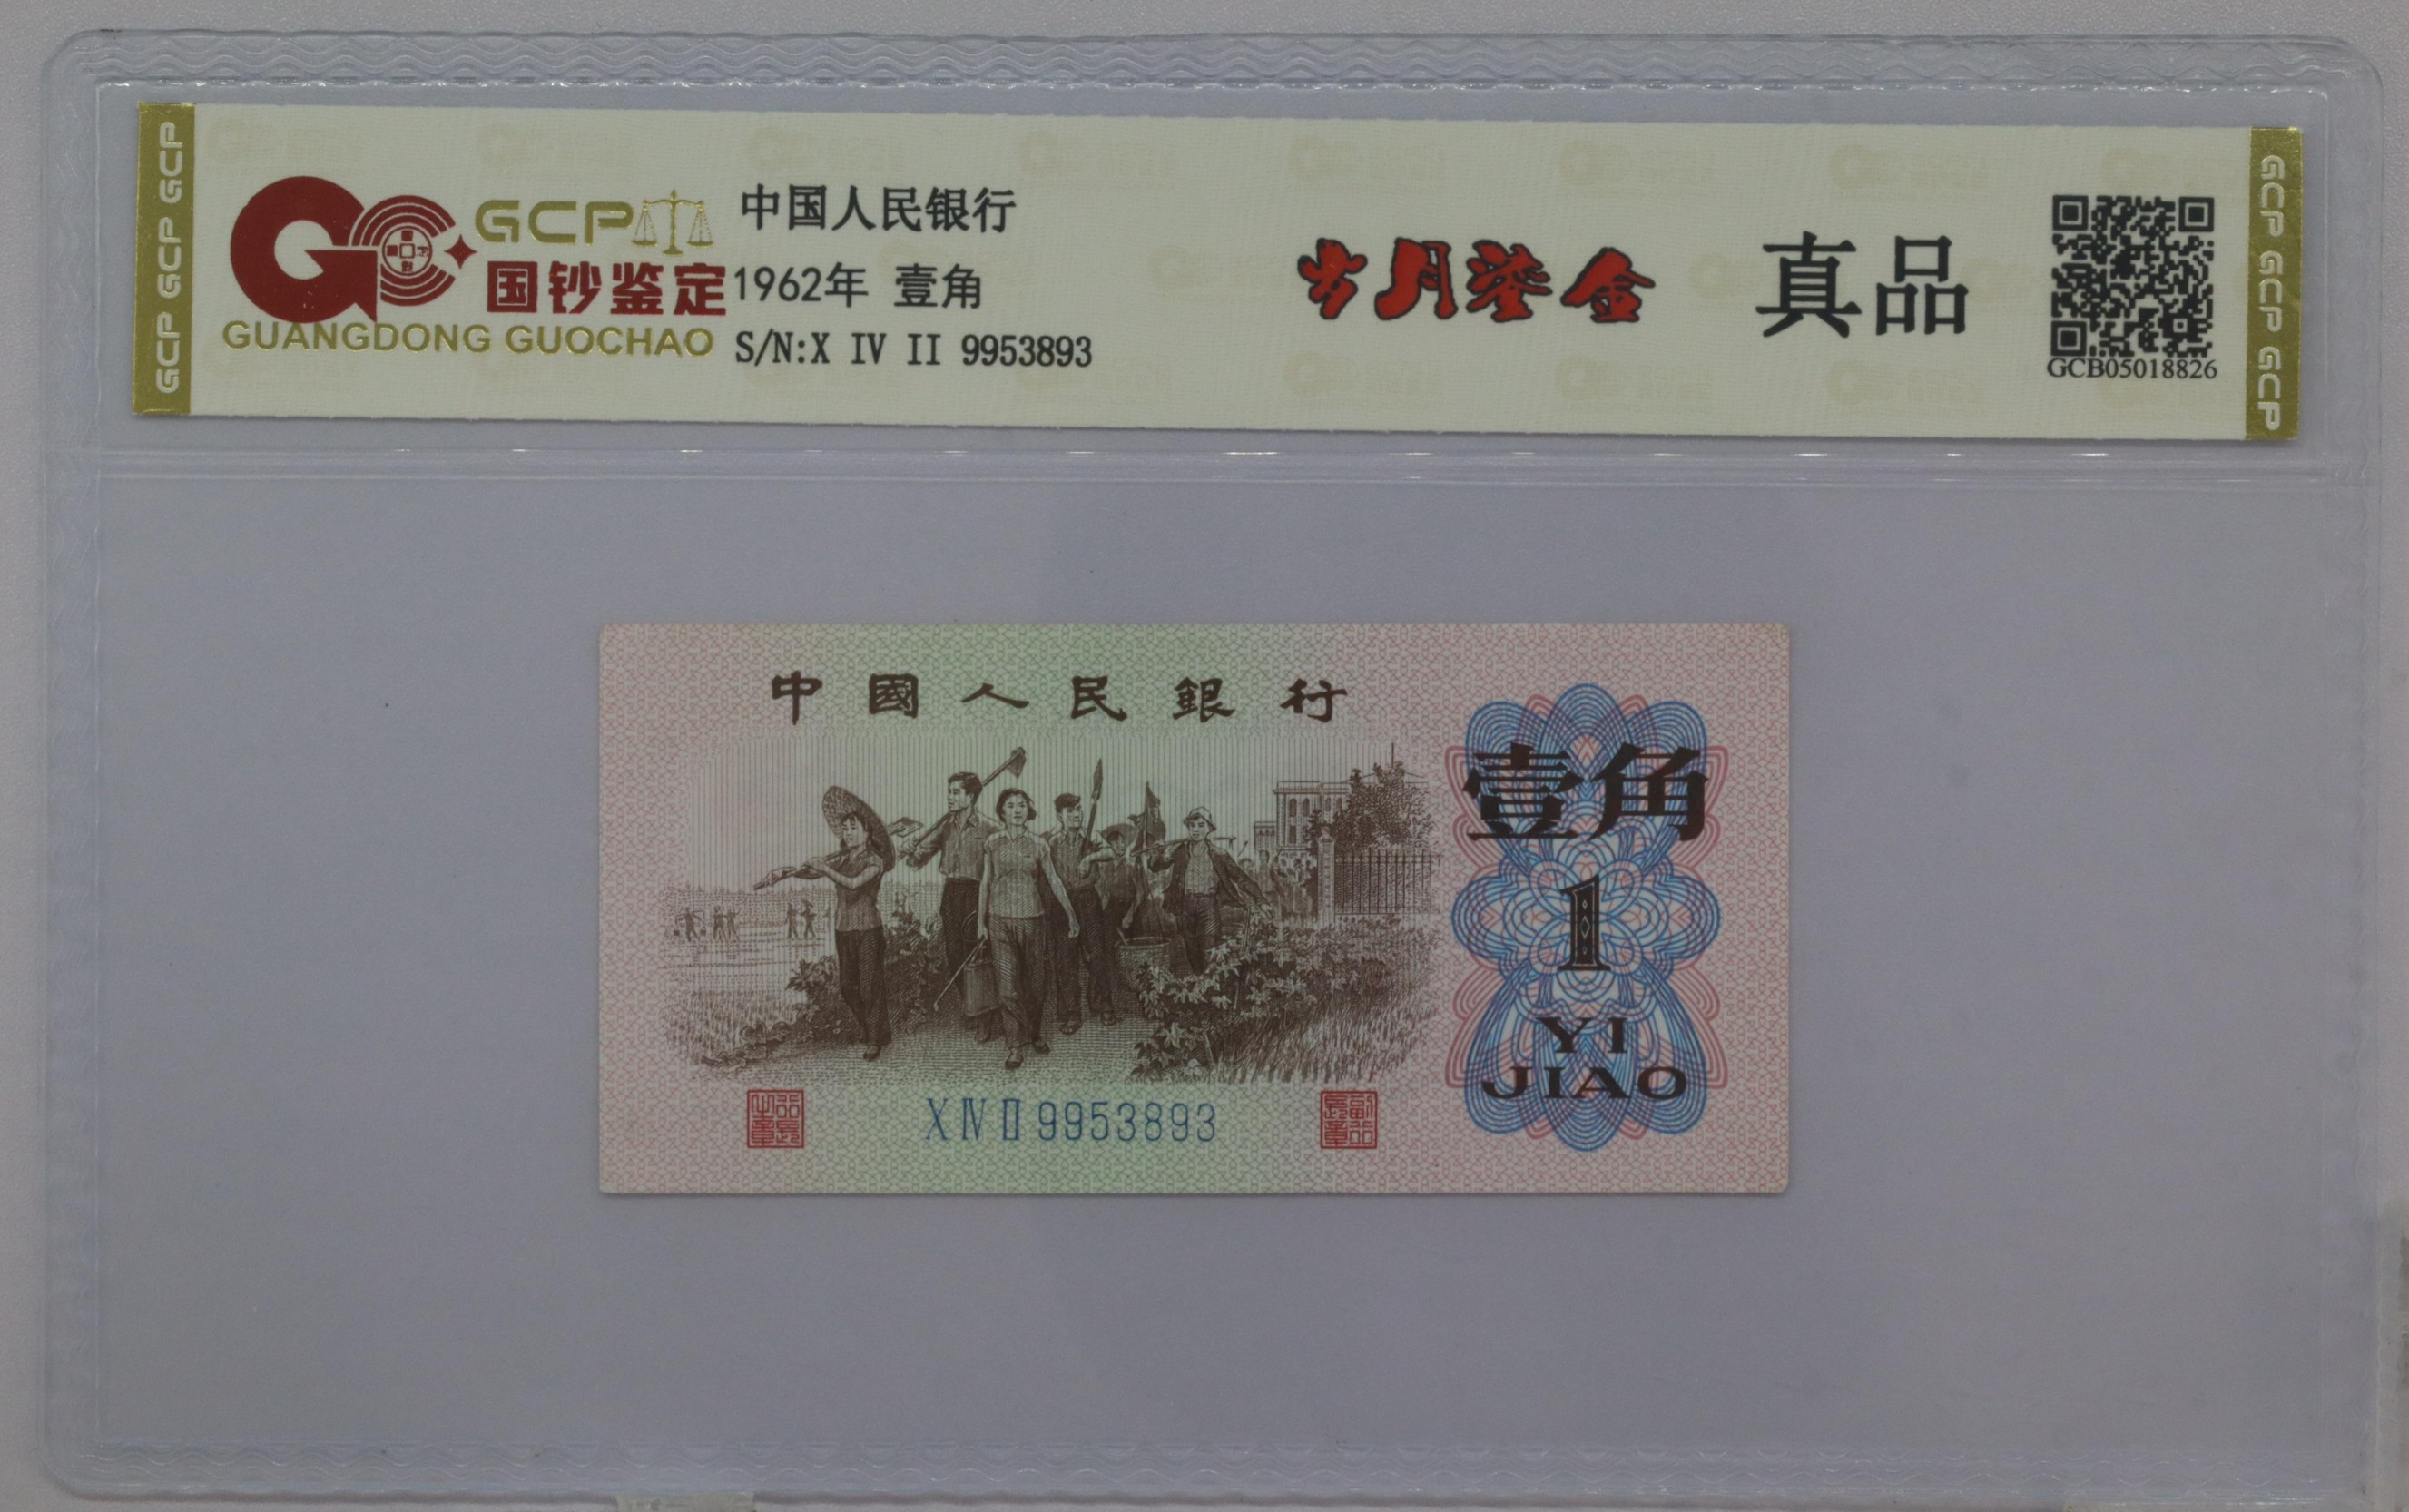 GCP GCP GCP
GCP
国钞鉴定
GUANGDONG GUOCHAO
中国人民银行
1962年 壹角
S/N:X IV II 9953893
岁月鎏金
真品
GCB05018826
GCP GCP GCP
中國人民銀行
壹角
1
YI
JIAO
X IV II 9953893